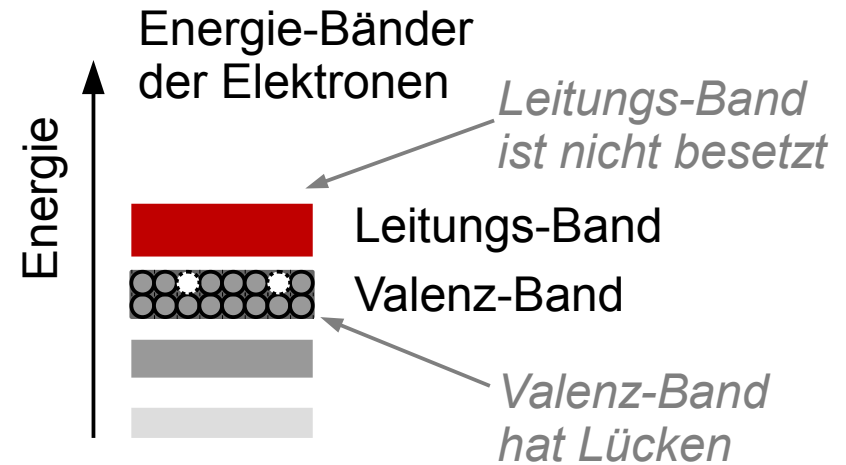 Energie-Bänder
der Elektronen
Leitungs-Band
ist nicht besetzt
Energie
Leitungs-Band
Valenz-Band
Valenz-Band
hat Lücken